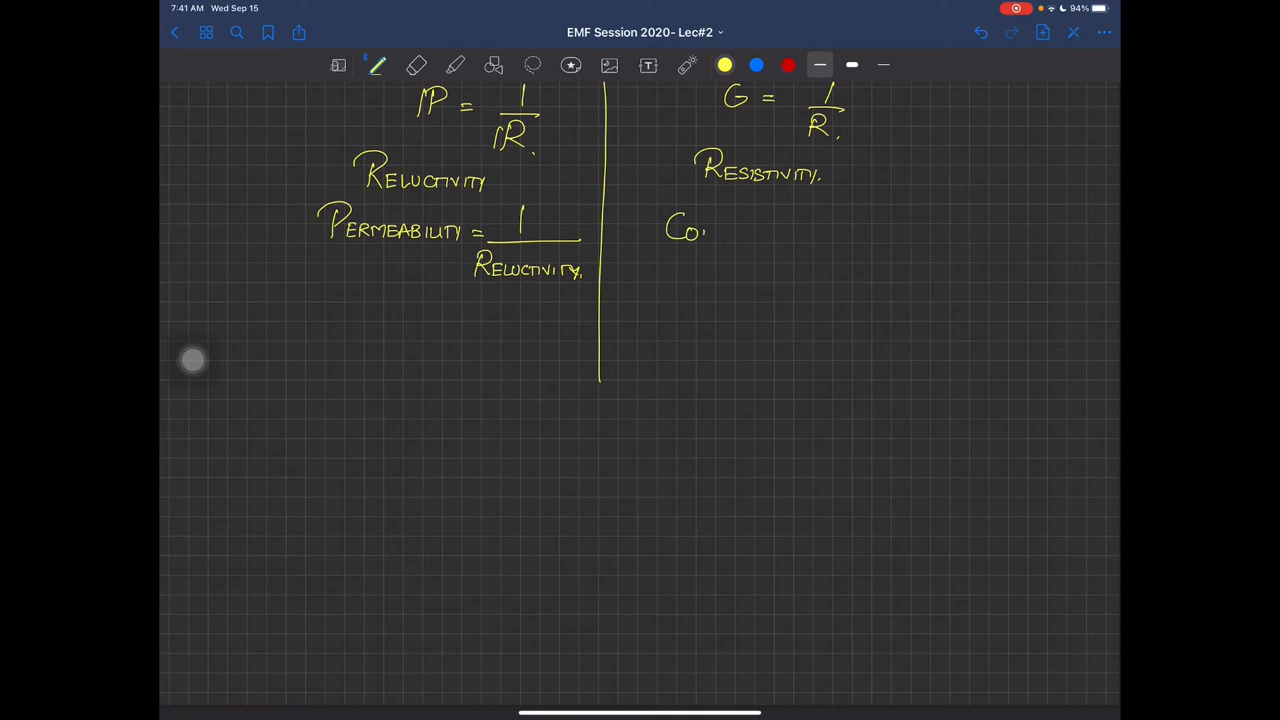 7:41 AM Wed Sep 15
94%
EMF Session 2020- Lec#2
T
P = 1/R.
RELUCTIVITY
PERMEABILITY = 1/RELUCTIVITY.
G = 1/R.
RESISTIVITY.
Co